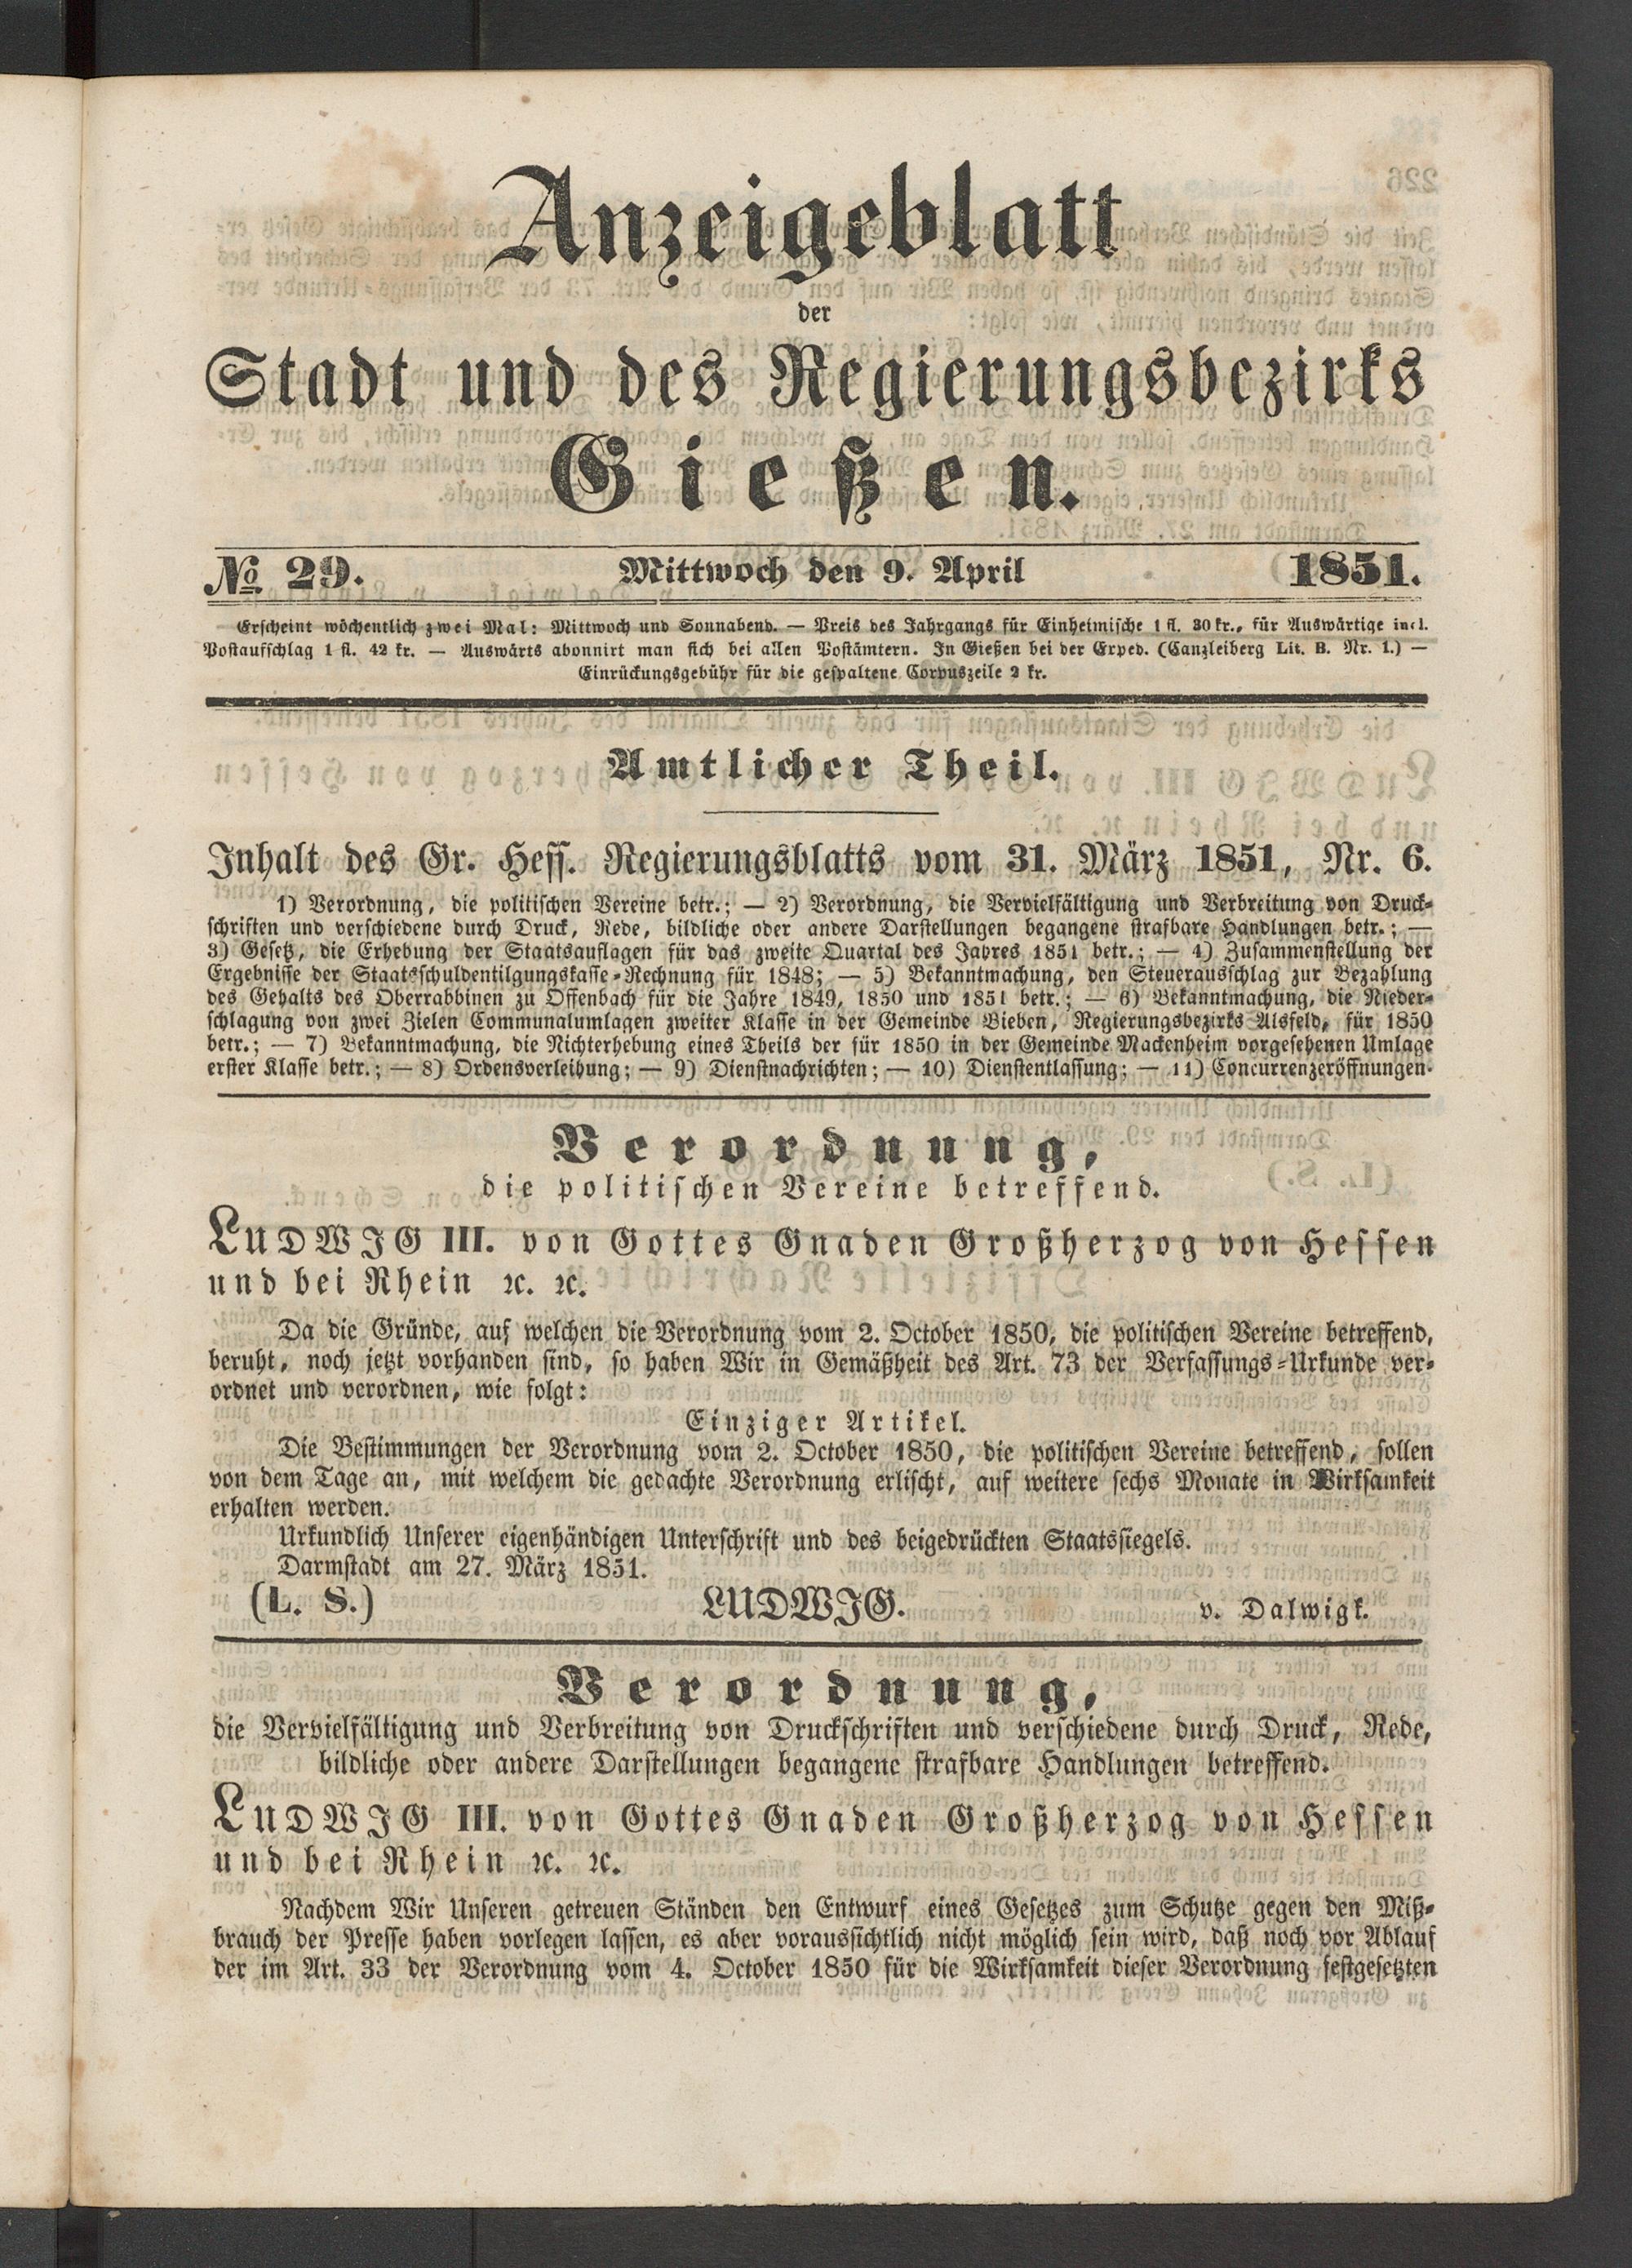 Anzeigeblatt
der
Stadt und des Regierungsbezirks
Gießen.
№ 29. Mittwoch den 9. April 1851.
Erscheint wöchentlich zwei Mal: Mittwoch und Sonnabend. — Preis des Jahrgangs für Einheimische 1 fl. 30 kr., für Auswärtige incl.
Postaufschlag 1 fl. 42 kr. — Auswärts abonnirt man sich bei allen Postämtern. In Gießen bei der Exped. (Canzleiberg Lit. B. Nr. 1.) —
Einrückungsgebühr für die gespaltene Corpuszeile 2 kr.
Amtlicher Theil.
Inhalt des Gr. Hess. Regierungsblatts vom 31. März 1851, Nr. 6.
1) Verordnung, die politischen Vereine betr.; — 2) Verordnung, die Vervielfältigung und Verbreitung von Druck-
schriften und verschiedene durch Druck, Rede, bildliche oder andere Darstellungen begangene strafbare Handlungen betr.; —
3) Gesetz, die Erhebung der Staatsauflagen für das zweite Quartal des Jahres 1851 betr.; — 4) Zusammenstellung der
Ergebnisse der Staatsschuldentilgungskasse-Rechnung für 1848; — 5) Bekanntmachung, den Steuerausschlag zur Bezahlung
des Gehalts des Oberrabbinen zu Offenbach für die Jahre 1849, 1850 und 1851 betr.; — 6) Bekanntmachung, die Nieder-
schlagung von zwei Zielen Communalumlagen zweiter Klasse in der Gemeinde Bieben, Regierungsbezirks Alsfeld, für 1850
betr.; — 7) Bekanntmachung, die Nichterhebung eines Theils der für 1850 in der Gemeinde Mackenheim vorgesehenen Umlage
erster Klasse betr.; — 8) Ordensverleihung; — 9) Dienstnachrichten; — 10) Dienstentlassung; — 11) Concurrenzeröffnungen.
Verordnung,
die politischen Vereine betreffend.
LUDWIG III. von Gottes Gnaden Großherzog von Hessen
und bei Rhein ꝛc. ꝛc.
Da die Gründe, auf welchen die Verordnung vom 2. October 1850, die politischen Vereine betreffend,
beruht, noch jetzt vorhanden sind, so haben Wir in Gemäßheit des Art. 73 der Verfassungs-Urkunde ver-
ordnet und verordnen, wie folgt:
Einziger Artikel.
Die Bestimmungen der Verordnung vom 2. October 1850, die politischen Vereine betreffend, sollen
von dem Tage an, mit welchem die gedachte Verordnung erlischt, auf weitere sechs Monate in Wirksamkeit
erhalten werden.
Urkundlich Unserer eigenhändigen Unterschrift und des beigedrückten Staatssiegels.
Darmstadt am 27. März 1851.
(L. S.) LUDWIG. v. Dalwigk.
Verordnung,
die Vervielfältigung und Verbreitung von Druckschriften und verschiedene durch Druck, Rede,
bildliche oder andere Darstellungen begangene strafbare Handlungen betreffend.
LUDWIG III. von Gottes Gnaden Großherzog von Hessen
und bei Rhein ꝛc. ꝛc.
Nachdem Wir Unseren getreuen Ständen den Entwurf eines Gesetzes zum Schutze gegen den Miß-
brauch der Presse haben vorlegen lassen, es aber voraussichtlich nicht möglich sein wird, daß noch vor Ablauf
der im Art. 33 der Verordnung vom 4. October 1850 für die Wirksamkeit dieser Verordnung festgesetzten